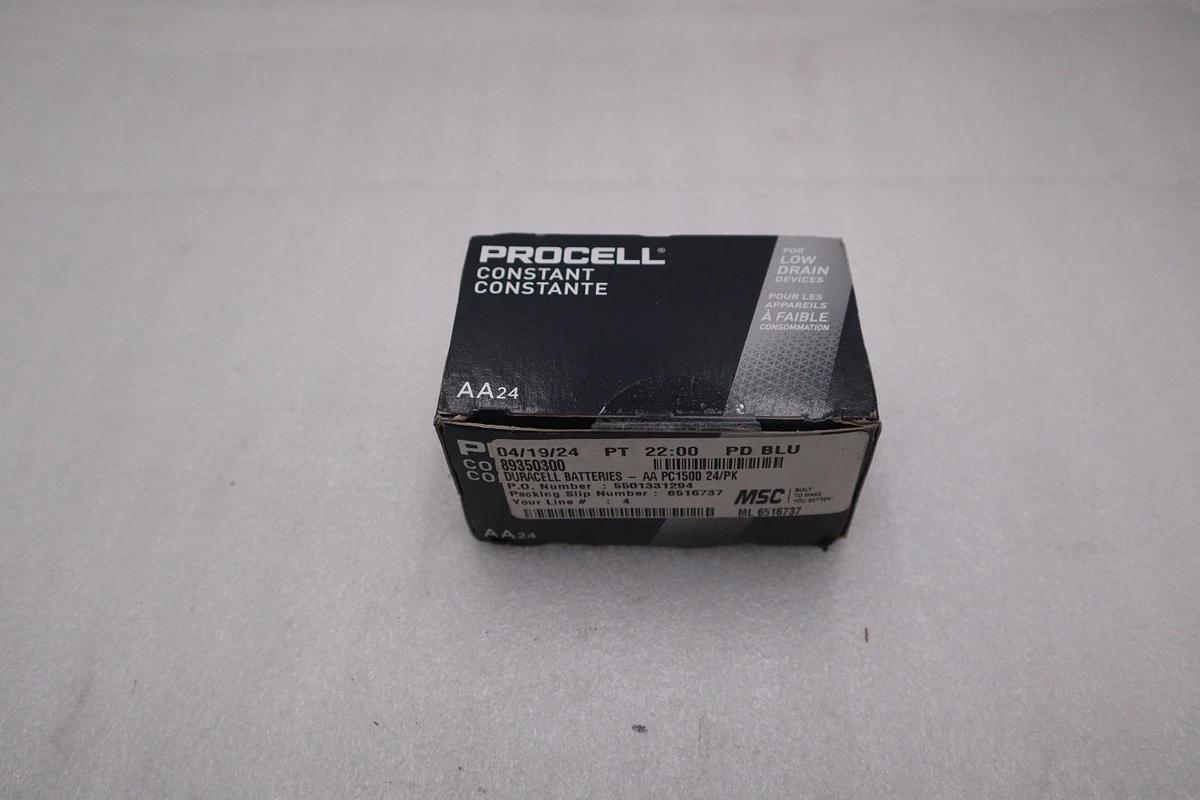 PROCELL®
CONSTANT
CONSTANTE
FOR
LOW
DRAIN
DEVICES
POUR LES
APPAREILS
À FAIBLE
CONSOMMATION
AA24
P
CO
CO
04/19/24 PT 22:00 PD BLU
89350300
DURACELL BATTERIES - AA PC1500 24/PK
P.O. Number : 5501331294
Packing Slip Number : 6516737
Your Line # : 4
MSC
BUILT
TO MAKE
YOU BETTER
ML 6516737
AA24